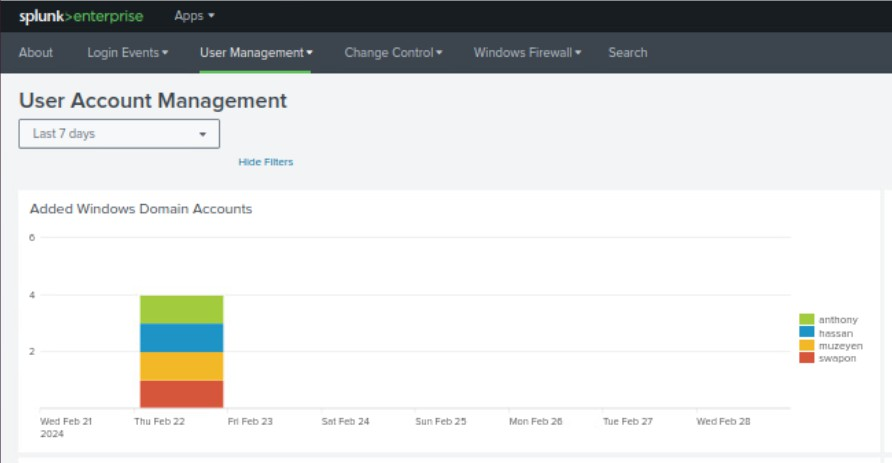 splunk>enterprise Apps
About Login Events User Management Change Control Windows Firewall Search
User Account Management
Last 7 days
Hide Filters
Added Windows Domain Accounts
6
4
2
anthony
hassan
muzeyen
swapon
Wed Feb 21 Thu Feb 22 Fri Feb 23 Sat Feb 24 Sun Feb 25 Mon Feb 26 Tue Feb 27 Wed Feb 28
2024